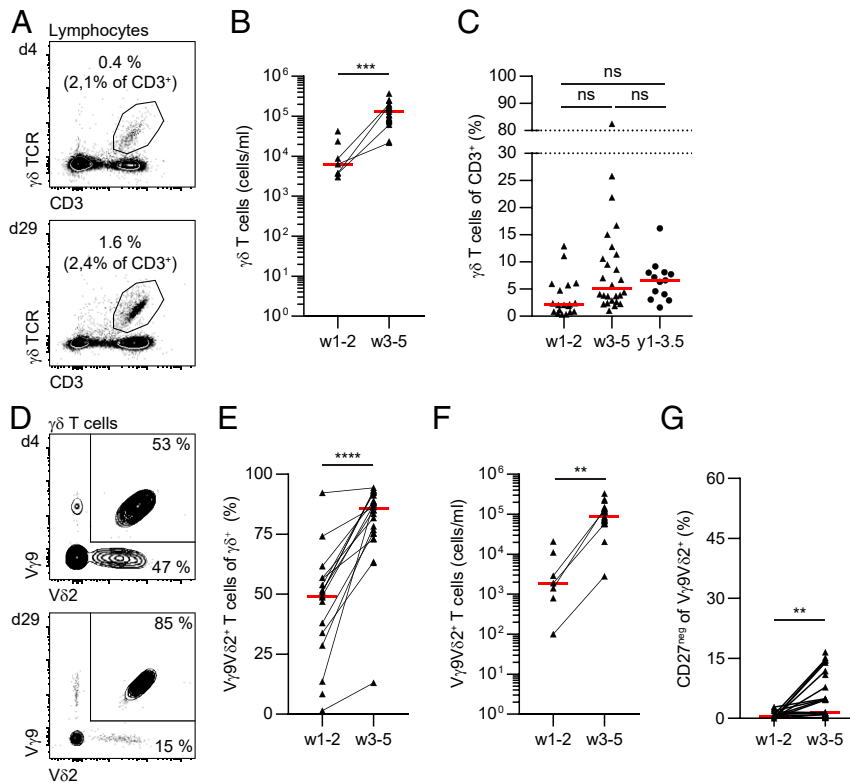 A
Lymphocytes
d4
0.4 %
(2,1% of CD3⁺)
γδ TCR
CD3
d29
1.6 %
(2,4% of CD3⁺)
γδ TCR
CD3
B
γδ T cells (cells/ml)
10⁶
10⁵
10⁴
10³
10²
10¹
10⁰
***
w1-2
w3-5
C
γδ T cells of CD3⁺ (%)
100
90
80
30
25
20
15
10
5
0
ns
ns
ns
w1-2
w3-5
y1-3.5
D
γδ T cells
d4
53 %
47 %
Vγ9
Vδ2
d29
85 %
15 %
Vγ9
Vδ2
E
Vγ9Vδ2⁺ T cells of γδ⁺ (%)
100
75
50
25
0
****
w1-2
w3-5
F
Vγ9Vδ2⁺ T cells (cells/ml)
10⁶
10⁵
10⁴
10³
10²
10¹
10⁰
**
w1-2
w3-5
G
CD27ⁿᵉᵍ of Vγ9Vδ2⁺ (%)
60
45
30
15
0
**
w1-2
w3-5